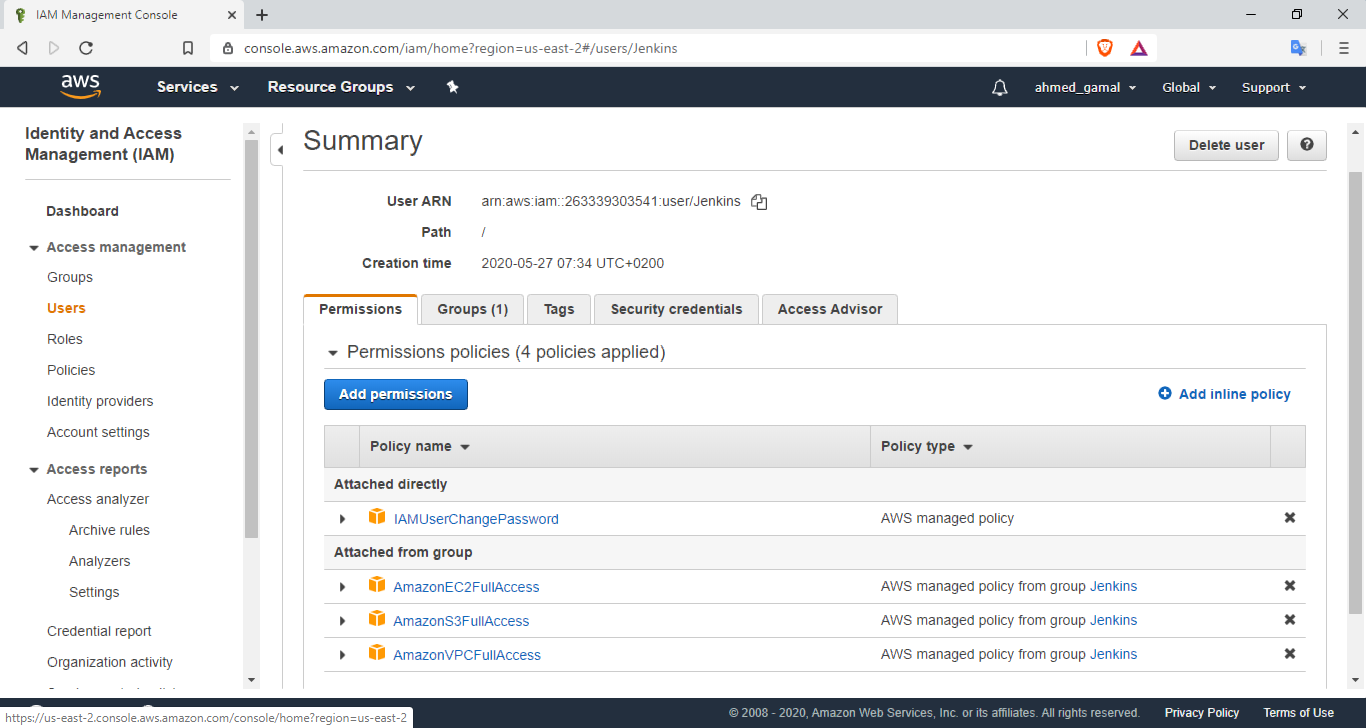 IAM Management Console
console.aws.amazon.com/iam/home?region=us-east-2#/users/Jenkins
aws
Services
Resource Groups
ahmed_gamal
Global
Support
Identity and Access
Management (IAM)
Dashboard
Access management
Groups
Users
Roles
Policies
Identity providers
Account settings
Access reports
Access analyzer
Archive rules
Analyzers
Settings
Credential report
Organization activity
Summary
Delete user
User ARN arn:aws:iam::263339303541:user/Jenkins
Path /
Creation time 2020-05-27 07:34 UTC+0200
Permissions
Groups (1)
Tags
Security credentials
Access Advisor
Permissions policies (4 policies applied)
Add permissions
Add inline policy
Policy name
Policy type
Attached directly
IAMUserChangePassword AWS managed policy
Attached from group
AmazonEC2FullAccess AWS managed policy from group Jenkins
AmazonS3FullAccess AWS managed policy from group Jenkins
AmazonVPCFullAccess AWS managed policy from group Jenkins
https://us-east-2.console.aws.amazon.com/console/home?region=us-east-2
© 2008 - 2020, Amazon Web Services, Inc. or its affiliates. All rights reserved.
Privacy Policy
Terms of Use